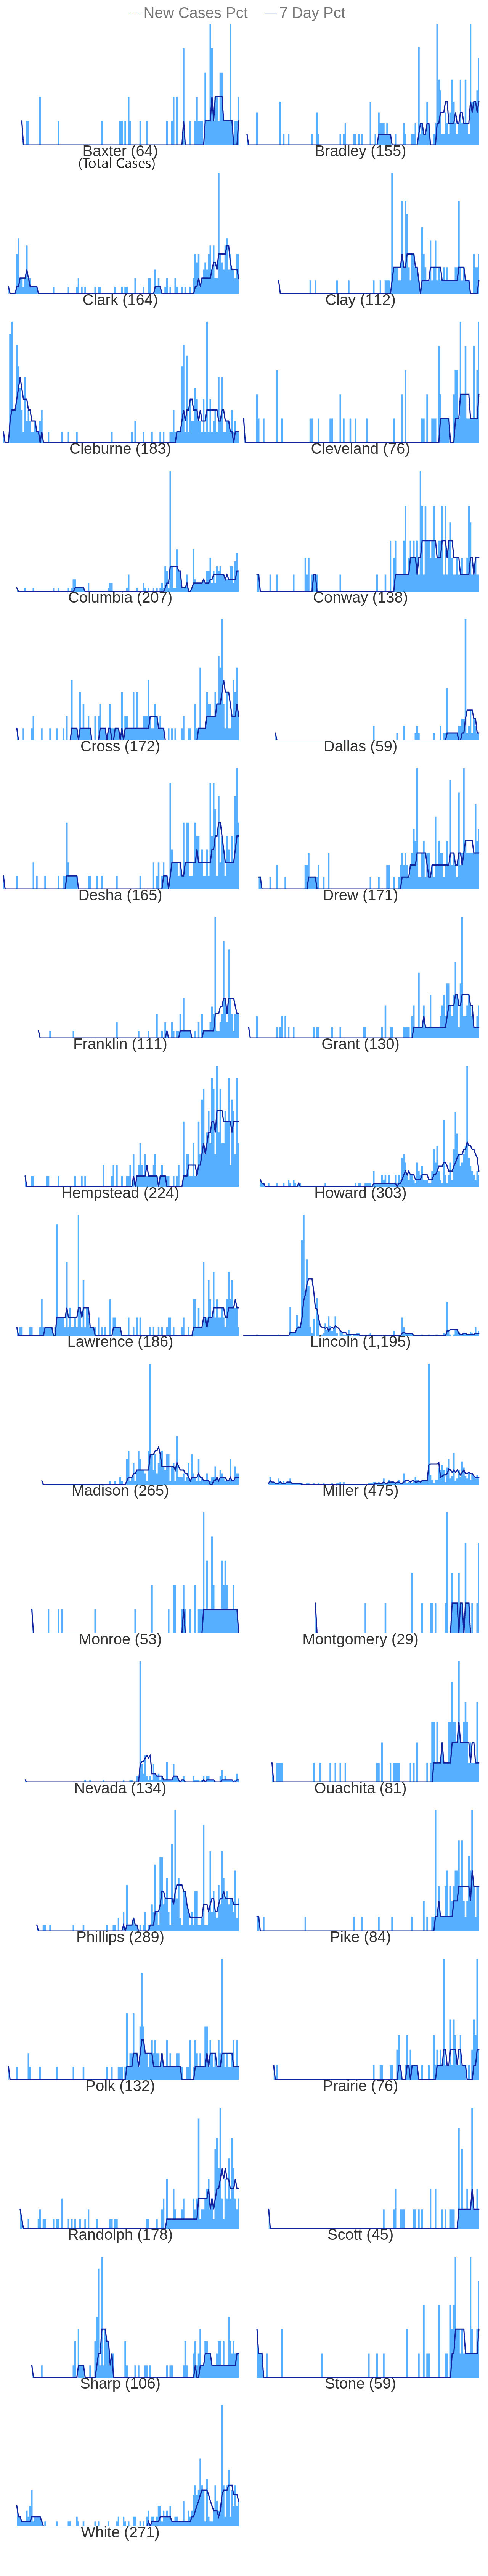 New Cases Pct 7 Day Pct
Baxter (64) Bradley (155)
(Total Cases)
Clark (164) Clay (112)
Cleburne (183) Cleveland (76)
Columbia (207) Conway (138)
Cross (172) Dallas (59)
Desha (165) Drew (171)
Franklin (111) Grant (130)
Hempstead (224) Howard (303)
Lawrence (186) Lincoln (1,195)
Madison (265) Miller (475)
Monroe (53) Montgomery (29)
Nevada (134) Ouachita (81)
Phillips (289) Pike (84)
Polk (132) Prairie (76)
Randolph (178) Scott (45)
Sharp (106) Stone (59)
White (271)